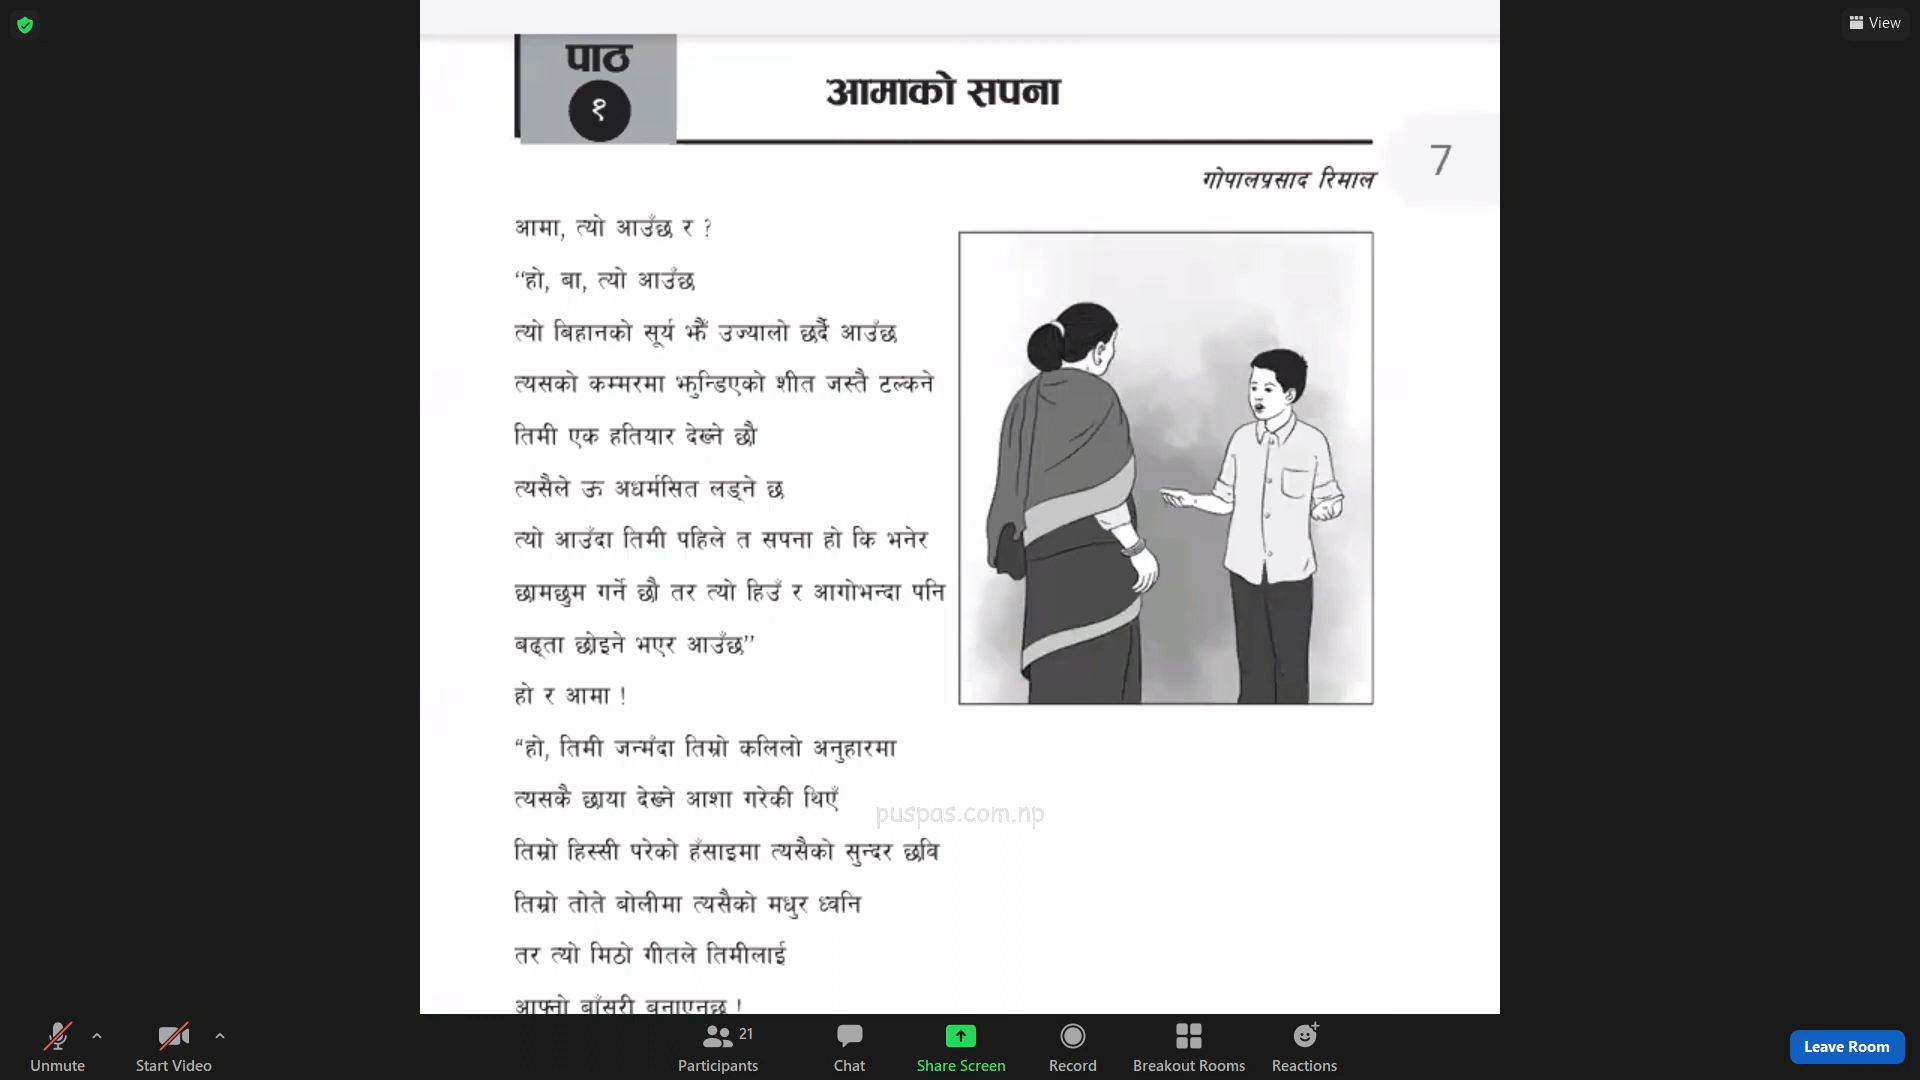 View
पाठ
१
आमाको सपना
7
गोपालप्रसाद रिमाल
आमा, त्यो आउँछ र ?
“हो, बा, त्यो आउँछ
त्यो बिहानको सूर्य झैँ उज्यालो छर्दै आउँछ
त्यसको कम्मरमा झुन्डिएको शीत जस्तै टल्कने
तिमी एक हतियार देख्ने छौ
त्यसैले ऊ अधर्मसित लड्ने छ
त्यो आउँदा तिमी पहिले त सपना हो कि भनेर
छामछुम गर्ने छौ तर त्यो हिउँ र आगोभन्दा पनि
बढ्ता छोइने भएर आउँछ”
हो र आमा !
“हो, तिमी जन्मँदा तिम्रो कलिलो अनुहारमा
त्यसकै छाया देख्ने आशा गरेकी थिएँ
तिम्रो हिस्सी परेको हँसाइमा त्यसैको सुन्दर छवि
तिम्रो तोते बोलीमा त्यसैको मधुर ध्वनि
तर त्यो मिठो गीतले तिमीलाई
आफ्नो बाँसुरी बनाएनछ !
puspas.com.np
Unmute
Start Video
21
Participants
Chat
Share Screen
Record
Breakout Rooms
Reactions
Leave Room